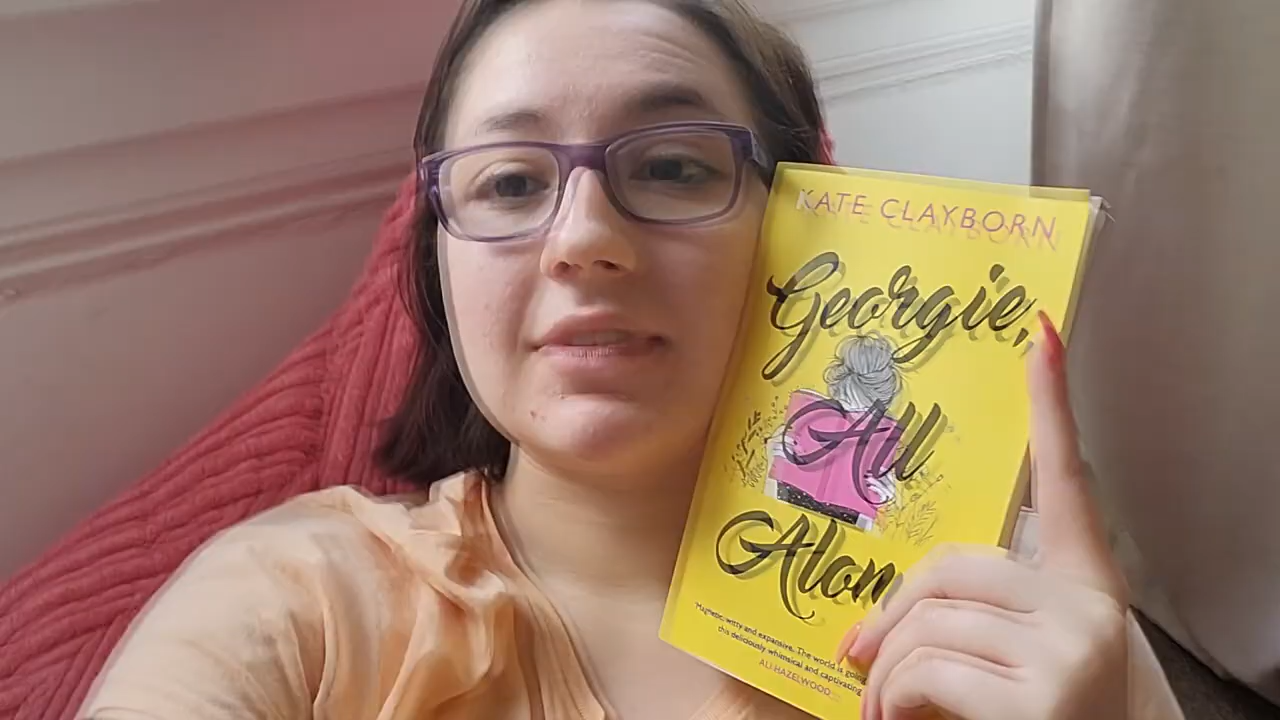 KATE CLAYBORN
Georgie,
All
Alon
"Magnetic, witty and expansive. The world is going
this deliciously whimsical and captivating
ALI HAZELWOOD